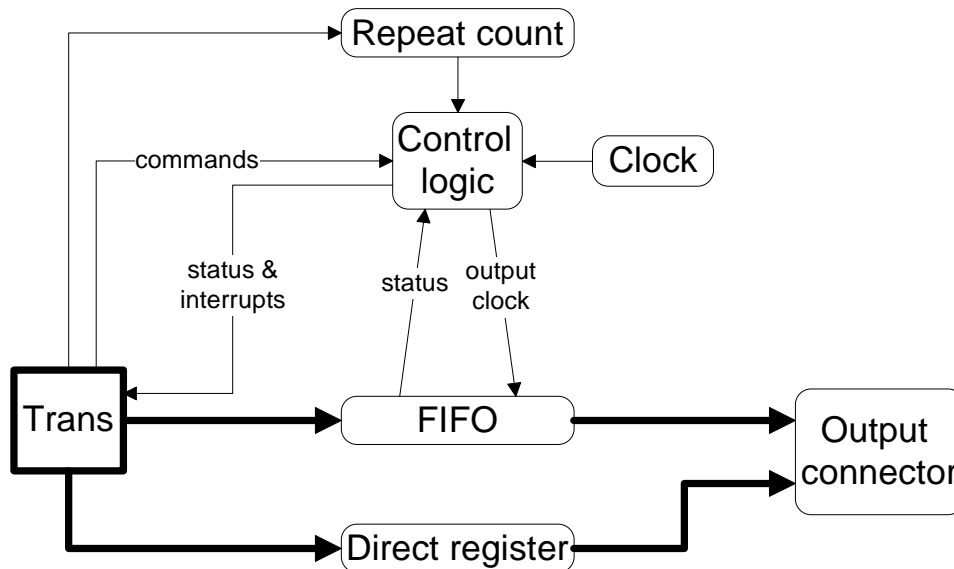 Repeat count
Control
logic
commands
Clock
status &
interrupts
status
output
clock
Trans
FIFO
Output
connector
Direct register